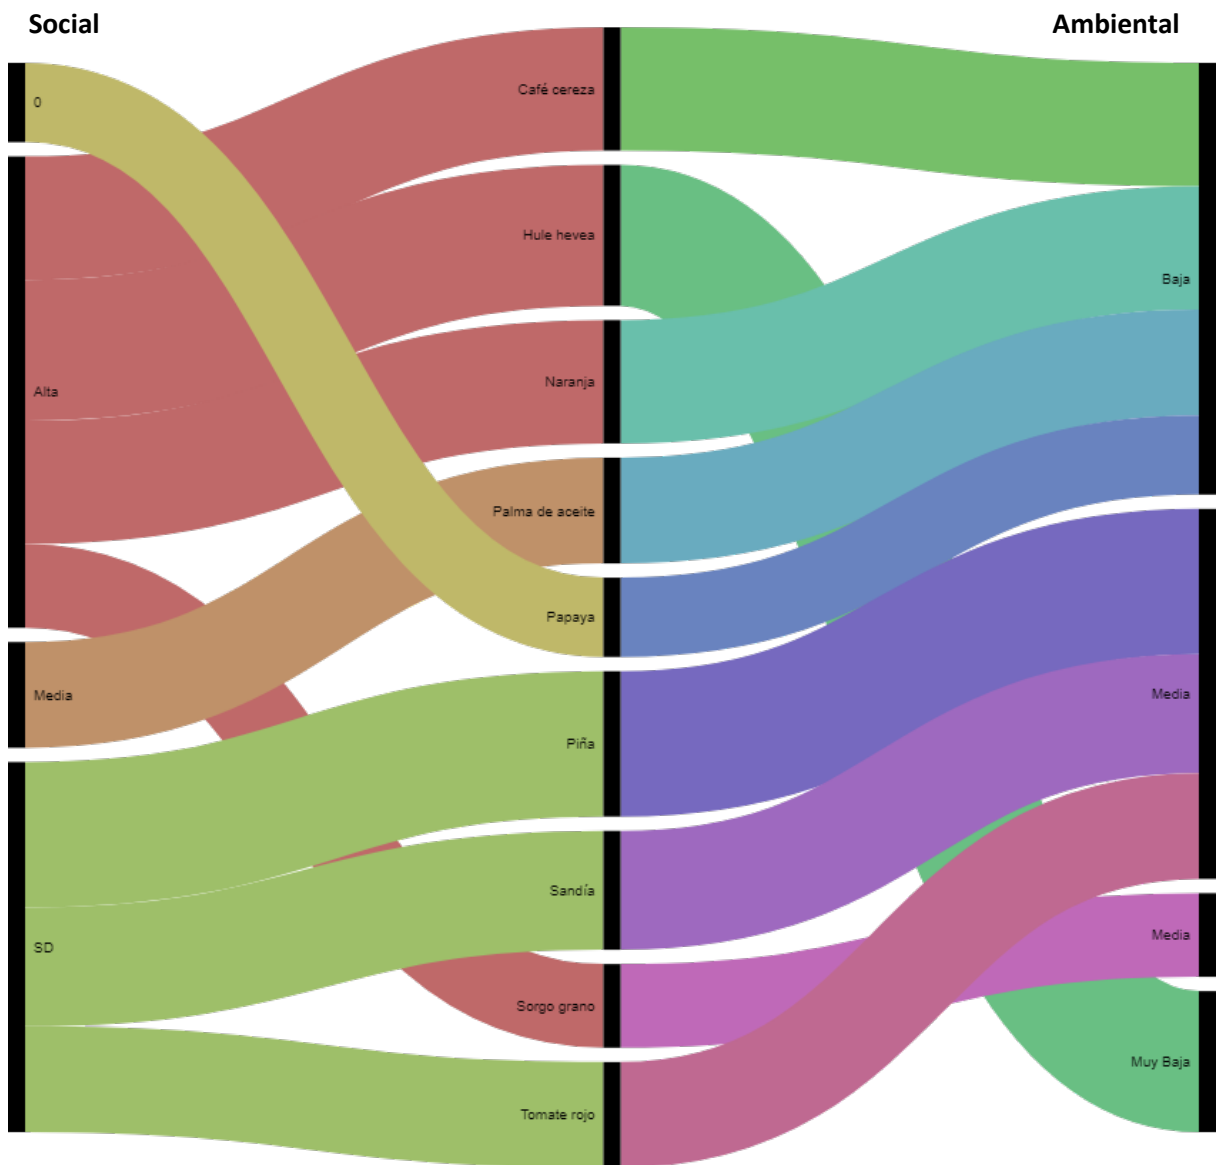 Social
Ambiental
0
Alta
Media
SD
Café cereza
Hule hevea
Naranja
Palma de aceite
Papaya
Piña
Sandía
Sorgo grano
Tomate rojo
Baja
Media
Media
Muy Baja